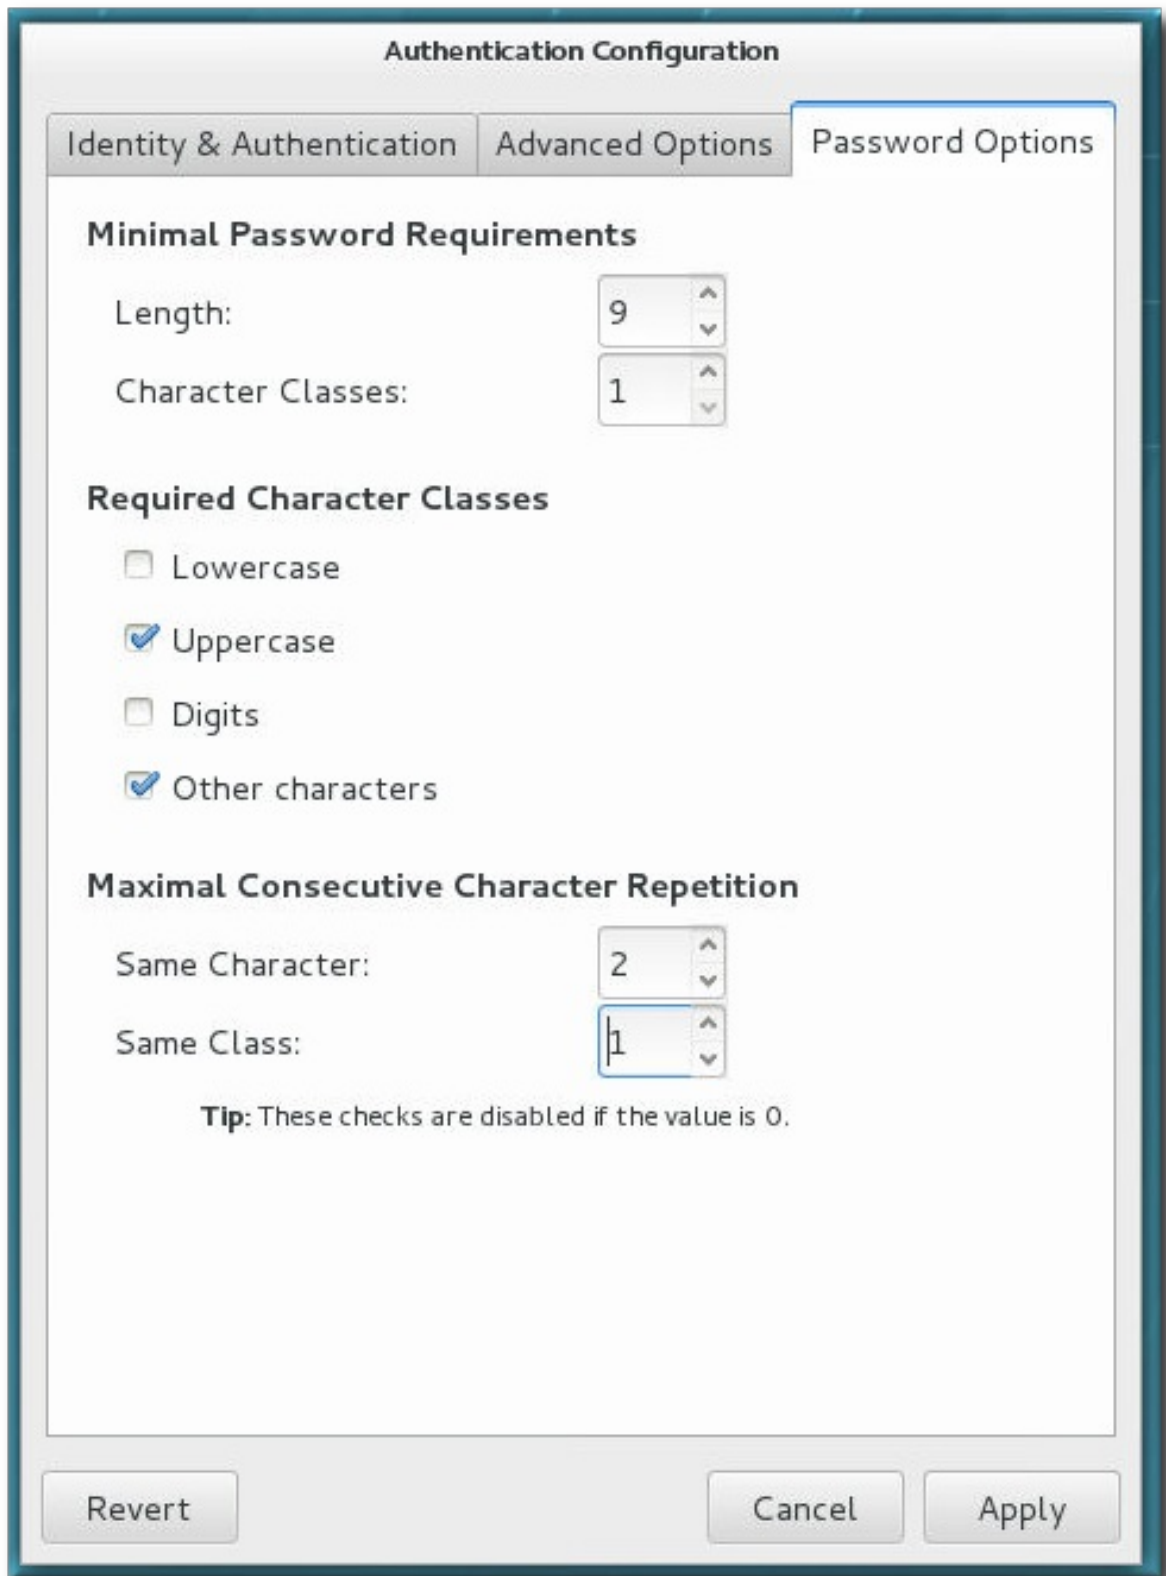 Authentication Configuration
Identity & Authentication Advanced Options Password Options
Minimal Password Requirements
Length: 9
Character Classes: 1
Required Character Classes
Lowercase
Uppercase
Digits
Other characters
Maximal Consecutive Character Repetition
Same Character: 2
Same Class: 1
Tip: These checks are disabled if the value is 0.
Revert Cancel Apply